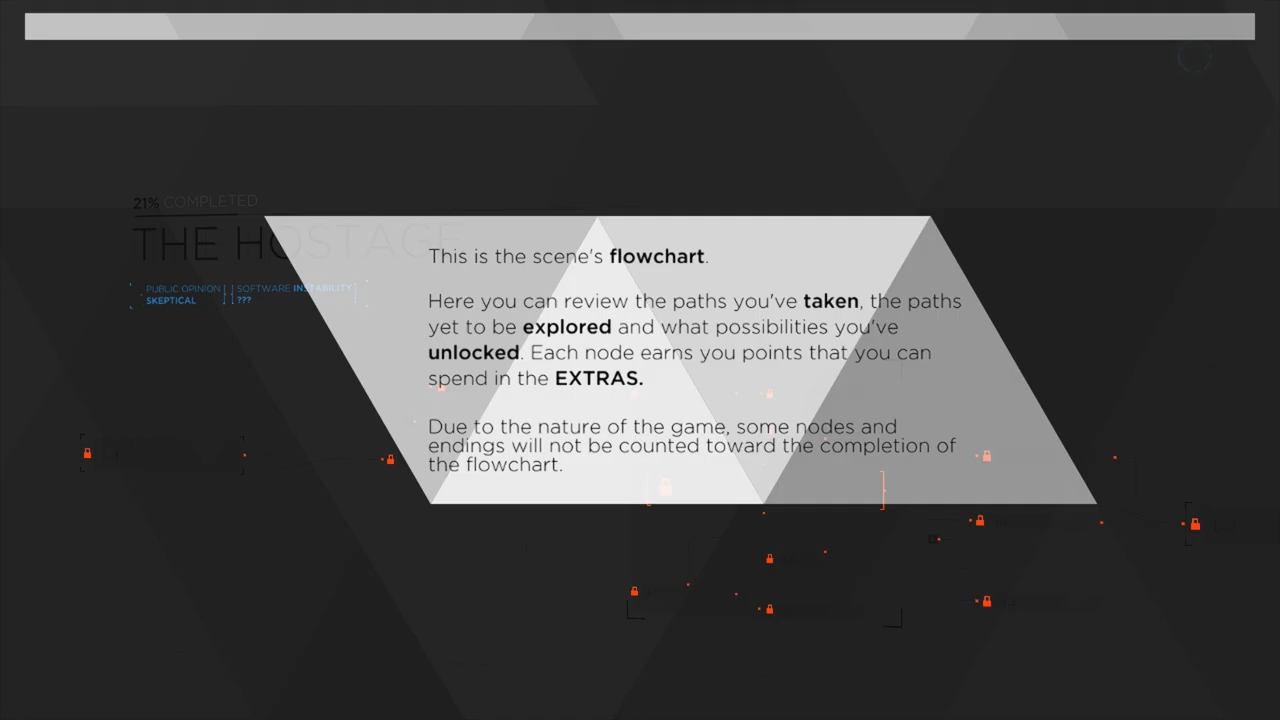 21% COMPLETED
THE HOSTAGE
PUBLIC OPINION
SKEPTICAL
SOFTWARE INSTABILITY
???
This is the scene's flowchart.
Here you can review the paths you've taken, the paths
yet to be explored and what possibilities you've
unlocked. Each node earns you points that you can
spend in the EXTRAS.
Due to the nature of the game, some nodes and
endings will not be counted toward the completion of
the flowchart.